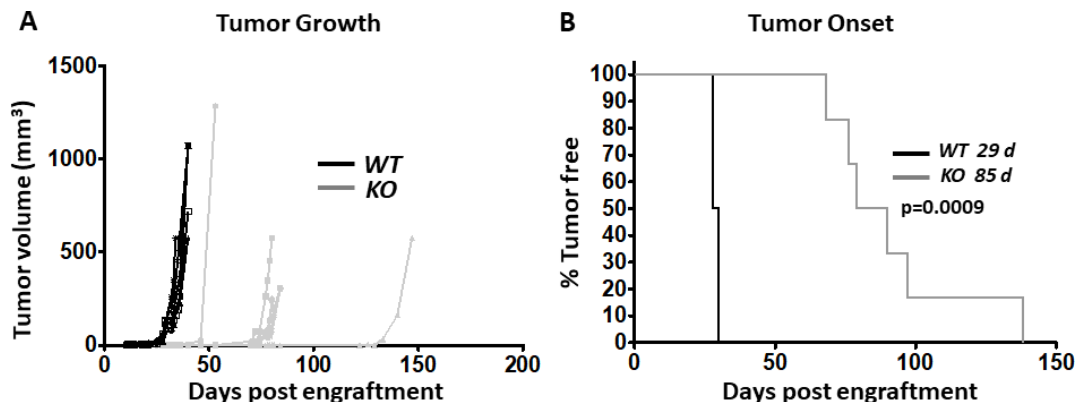 A
Tumor Growth
Tumor volume (mm³)
1500
1000
500
0
WT
KO
0 50 100 150 200
Days post engraftment
B
Tumor Onset
% Tumor free
100
90
80
70
60
50
40
30
20
10
0
WT 29 d
KO 85 d
p=0.0009
0 50 100 150
Days post engraftment